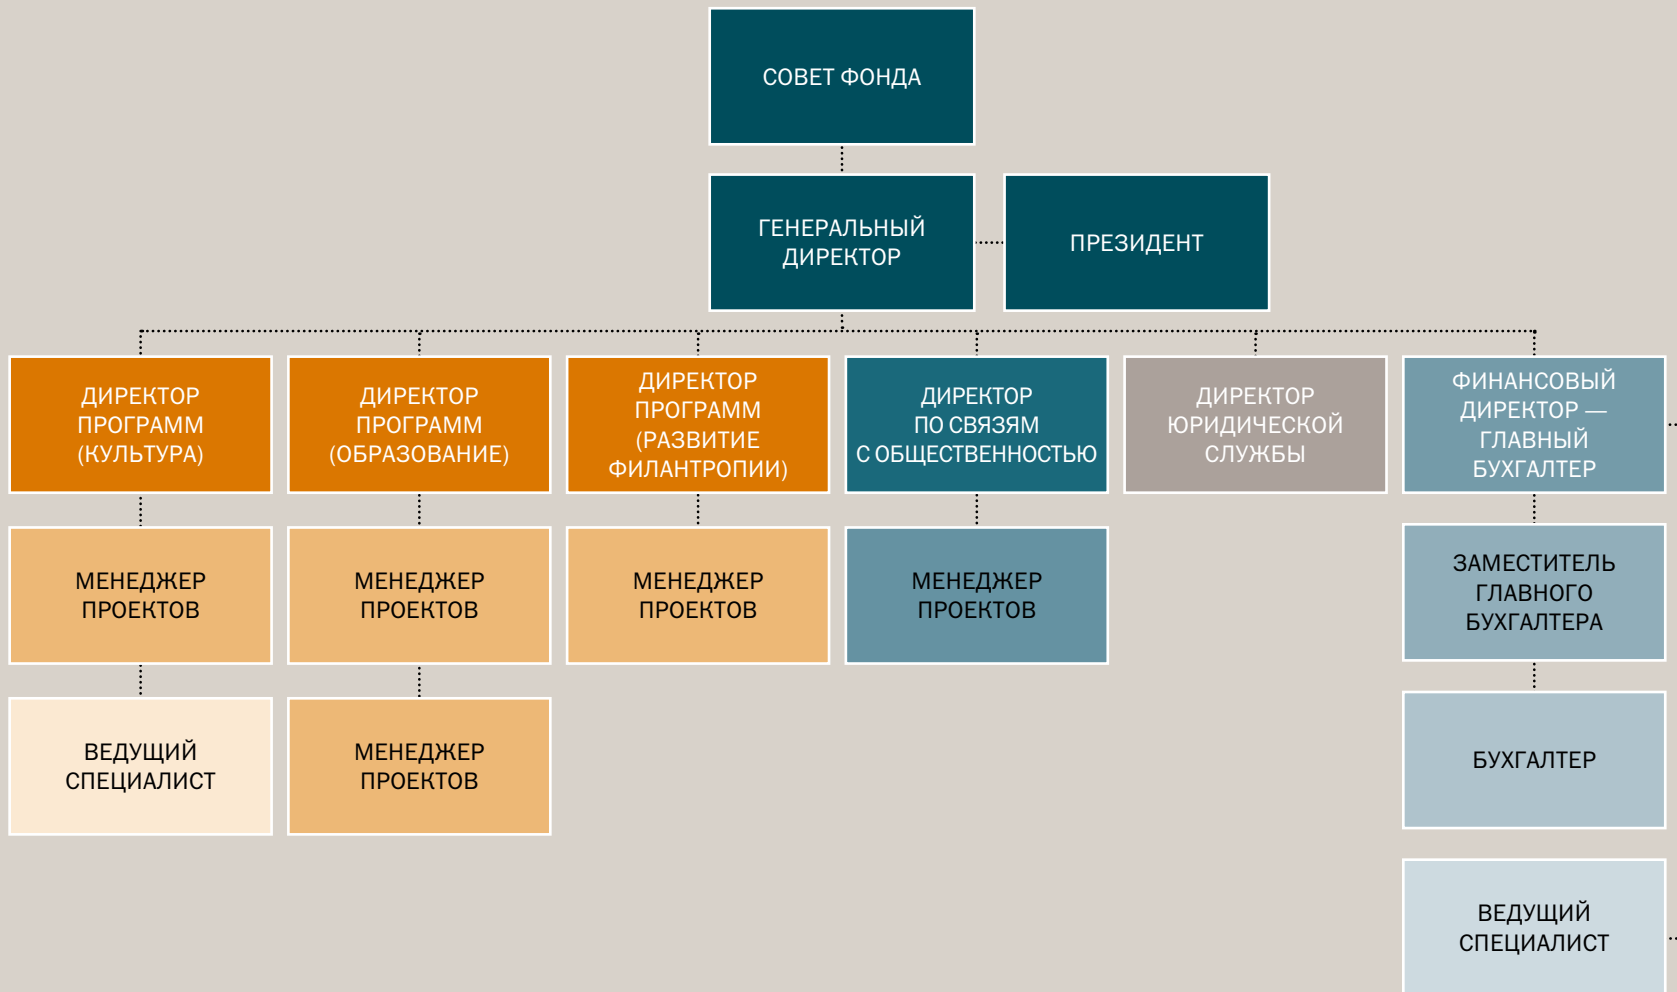 СОВЕТ ФОНДА
ГЕНЕРАЛЬНЫЙ
ДИРЕКТОР
ПРЕЗИДЕНТ
ДИРЕКТОР
ПРОГРАММ
(КУЛЬТУРА)
ДИРЕКТОР
ПРОГРАММ
(ОБРАЗОВАНИЕ)
ДИРЕКТОР
ПРОГРАММ
(РАЗВИТИЕ
ФИЛАНТРОПИИ)
ДИРЕКТОР
ПО СВЯЗЯМ
С ОБЩЕСТВЕННОСТЬЮ
ДИРЕКТОР
ЮРИДИЧЕСКОЙ
СЛУЖБЫ
ФИНАНСОВЫЙ
ДИРЕКТОР —
ГЛАВНЫЙ
БУХГАЛТЕР
МЕНЕДЖЕР
ПРОЕКТОВ
МЕНЕДЖЕР
ПРОЕКТОВ
МЕНЕДЖЕР
ПРОЕКТОВ
МЕНЕДЖЕР
ПРОЕКТОВ
ЗАМЕСТИТЕЛЬ
ГЛАВНОГО
БУХГАЛТЕРА
ВЕДУЩИЙ
СПЕЦИАЛИСТ
МЕНЕДЖЕР
ПРОЕКТОВ
БУХГАЛТЕР
ВЕДУЩИЙ
СПЕЦИАЛИСТ